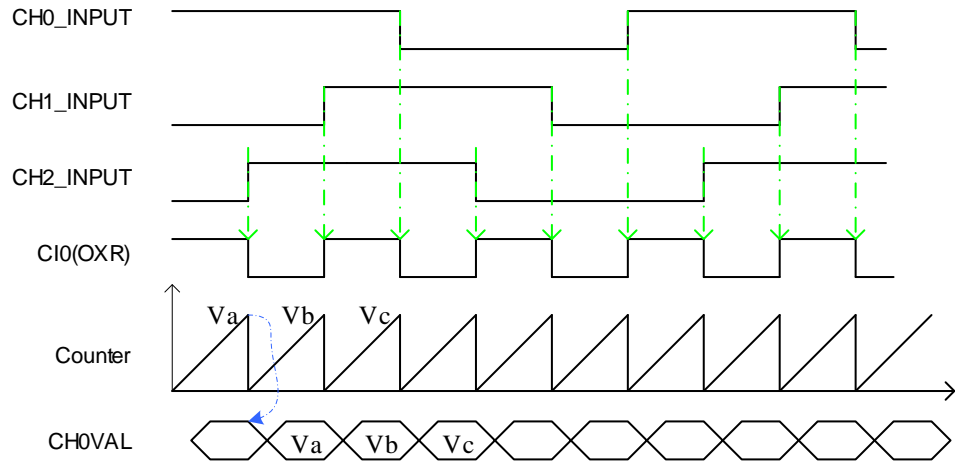 CH0_INPUT
CH1_INPUT
CH2_INPUT
CI0(OXR)
Va Vb Vc
Counter
CH0VAL Va Vb Vc